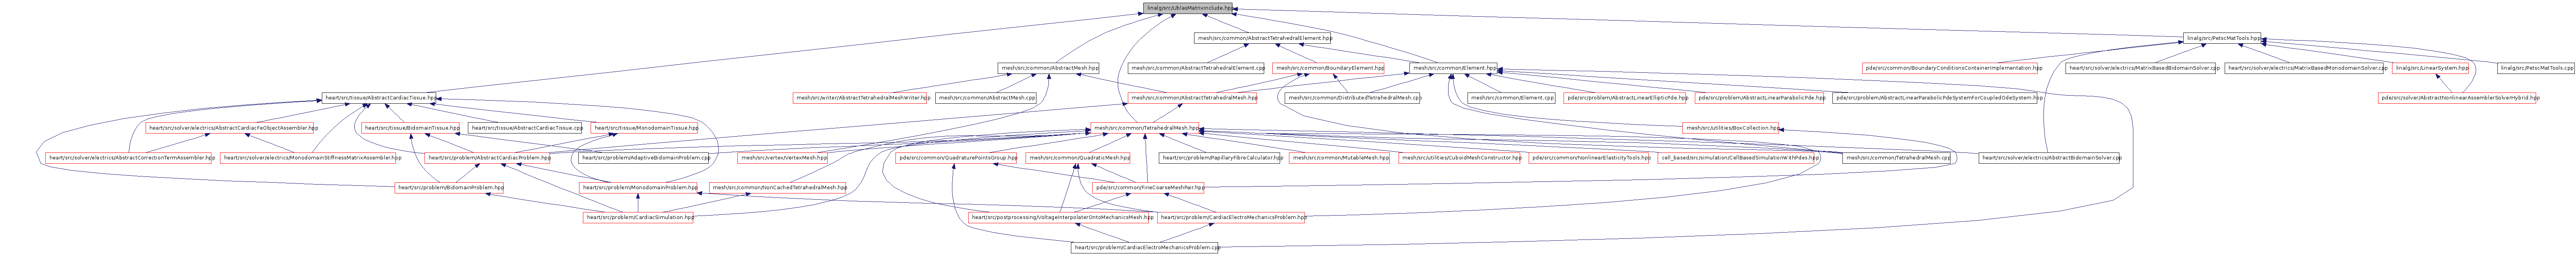 linalg/src/UblasMatrixInclude.hpp
mesh/src/common/AbstractTetrahedralElement.hpp
linalg/src/PetscMatTools.hpp
mesh/src/common/AbstractMesh.hpp
mesh/src/common/AbstractTetrahedralElement.cpp
mesh/src/common/BoundaryElement.hpp
mesh/src/common/Element.hpp
pde/src/common/BoundaryConditionsContainerImplementation.hpp
heart/src/solver/electrics/MatrixBasedBidomainSolver.cpp
heart/src/solver/electrics/MatrixBasedMonodomainSolver.cpp
linalg/src/LinearSystem.hpp
linalg/src/PetscMatTools.cpp
heart/src/tissue/AbstractCardiacTissue.hpp
mesh/src/writer/AbstractTetrahedralMeshWriter.hpp
mesh/src/common/AbstractMesh.cpp
mesh/src/common/AbstractTetrahedralMesh.hpp
mesh/src/common/DistributedTetrahedralMesh.cpp
mesh/src/common/Element.cpp
pde/src/problem/AbstractLinearEllipticPde.hpp
pde/src/problem/AbstractLinearParabolicPde.hpp
pde/src/problem/AbstractLinearParabolicPdeSystemForCoupledOdeSystem.hpp
pde/src/solver/AbstractNonlinearAssemblerSolverHybrid.hpp
heart/src/solver/electrics/AbstractCardiacFeObjectAssembler.hpp
heart/src/tissue/BidomainTissue.hpp
heart/src/tissue/AbstractCardiacTissue.cpp
heart/src/tissue/MonodomainTissue.hpp
mesh/src/common/TetrahedralMesh.hpp
mesh/src/utilities/BoxCollection.hpp
heart/src/solver/electrics/AbstractCorrectionTermAssembler.hpp
heart/src/solver/electrics/MonodomainStiffnessMatrixAssembler.hpp
heart/src/problem/AbstractCardiacProblem.hpp
heart/src/problem/AdaptiveBidomainProblem.cpp
mesh/src/vertex/VertexMesh.hpp
pde/src/common/QuadraturePointsGroup.hpp
mesh/src/common/QuadraticMesh.hpp
heart/src/problem/PapillaryFibreCalculator.hpp
mesh/src/common/MutableMesh.hpp
mesh/src/utilities/CuboidMeshConstructor.hpp
pde/src/common/NonlinearElasticityTools.hpp
cell_based/src/simulation/CellBasedSimulationWithPdes.hpp
mesh/src/common/TetrahedralMesh.cpp
heart/src/solver/electrics/AbstractBidomainSolver.cpp
heart/src/problem/BidomainProblem.hpp
heart/src/problem/MonodomainProblem.hpp
mesh/src/common/NonCachedTetrahedralMesh.hpp
pde/src/common/FineCoarseMeshPair.hpp
heart/src/problem/CardiacSimulation.hpp
heart/src/postprocessing/VoltageInterpolaterOntoMechanicsMesh.hpp
heart/src/problem/CardiacElectroMechanicsProblem.hpp
heart/src/problem/CardiacElectroMechanicsProblem.cpp